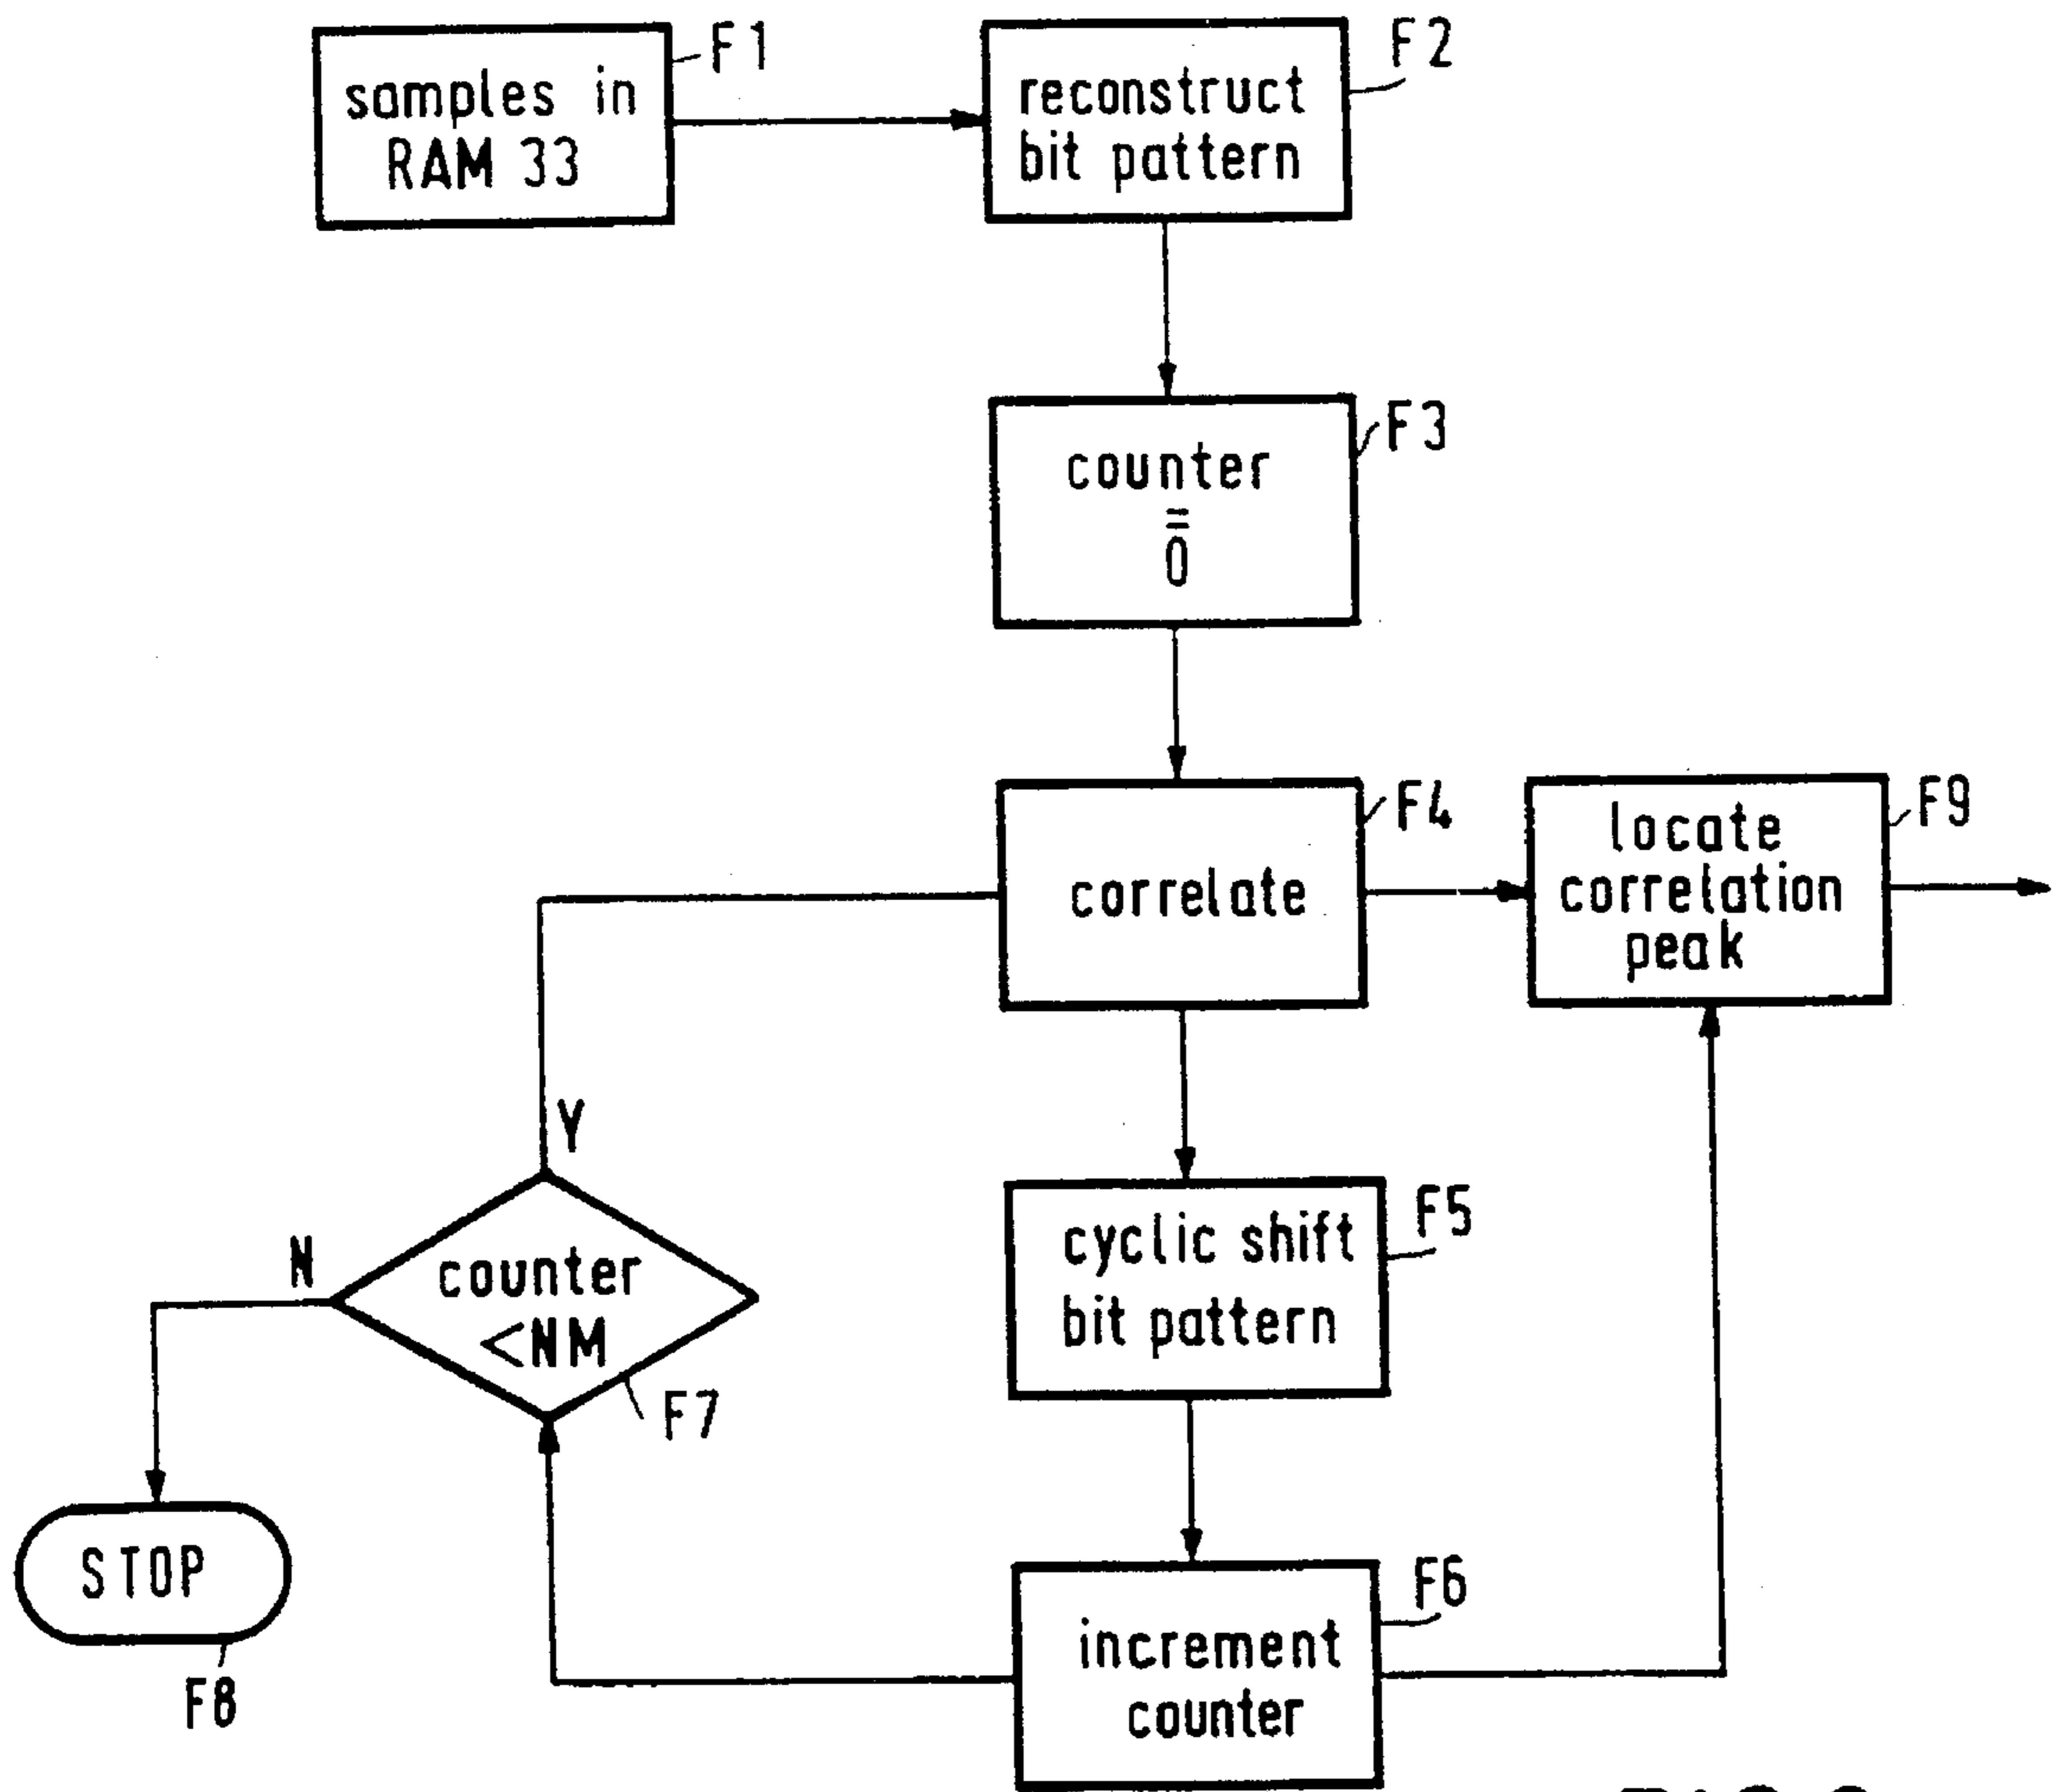 samples in
RAM 33
F1
reconstruct
bit pattern
F2
counter
=
0
F3
correlate
F4
locate
correlation
peak
F9
Y
N
counter
<NM
F7
cyclic shift
bit pattern
F5
STOP
F8
increment
counter
F6